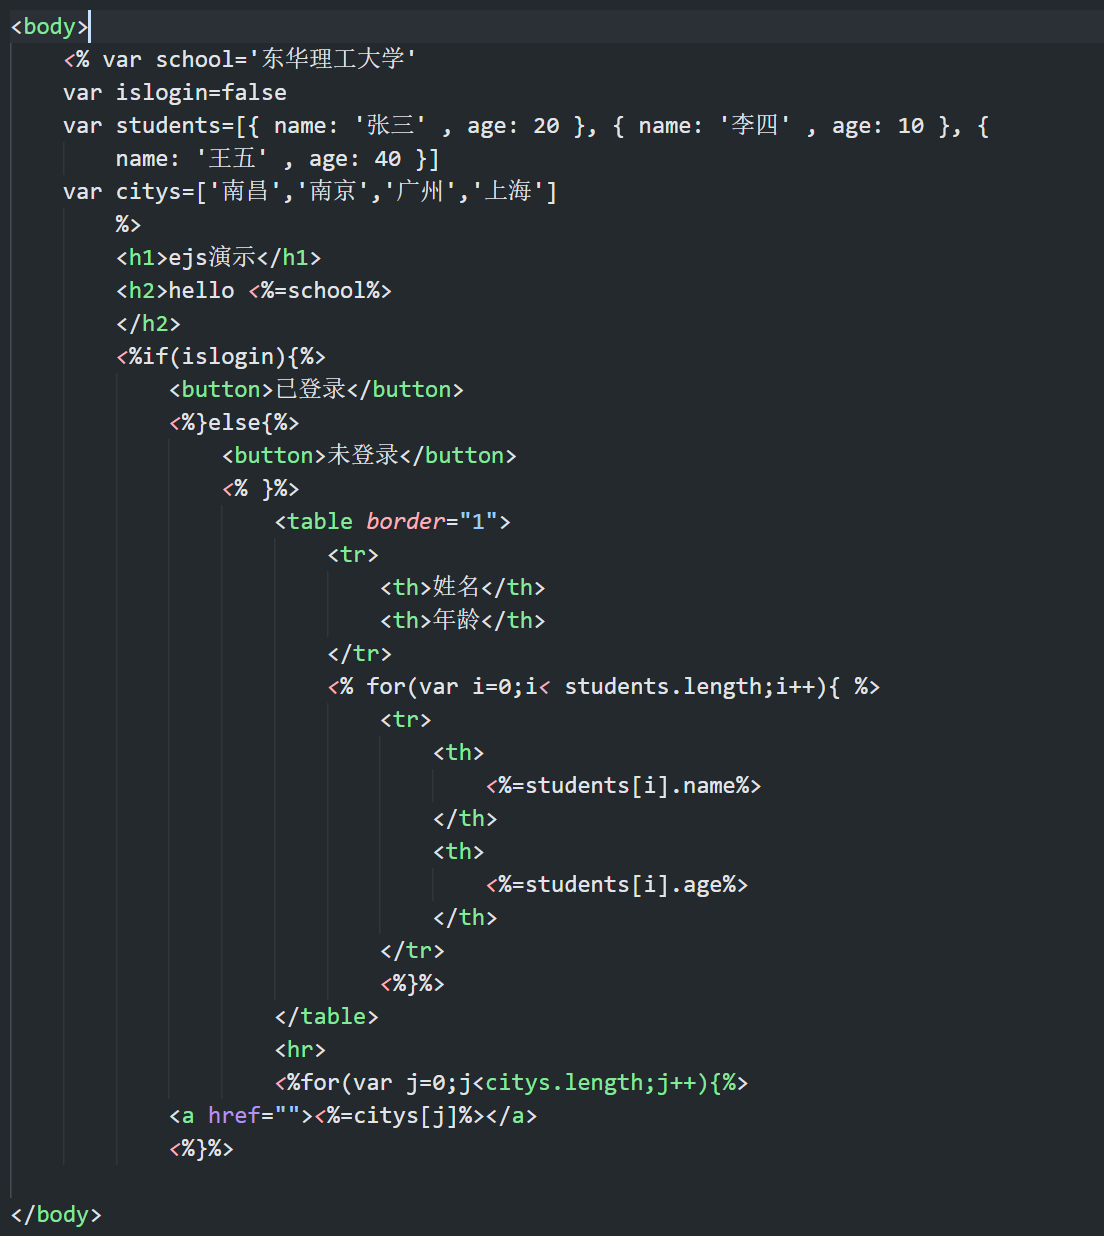 <body>
<% var school='东华理工大学'
var islogin=false
var students=[{ name: '张三' , age: 20 }, { name: '李四' , age: 10 }, {
name: '王五' , age: 40 }]
var citys=['南昌','南京','广州','上海']
%>
<h1>ejs演示</h1>
<h2>hello <%=school%>
</h2>
<%if(islogin){%>
<button>已登录</button>
<%}else{%>
<button>未登录</button>
<% }%>
<table border="1">
<tr>
<th>姓名</th>
<th>年龄</th>
</tr>
<% for(var i=0;i< students.length;i++){ %>
<tr>
<th>
<%=students[i].name%>
</th>
<th>
<%=students[i].age%>
</th>
</tr>
<%}%>
</table>
<hr>
<%for(var j=0;j<citys.length;j++){%>
<a href=""><%=citys[j]%></a>
<%}%>
</body>